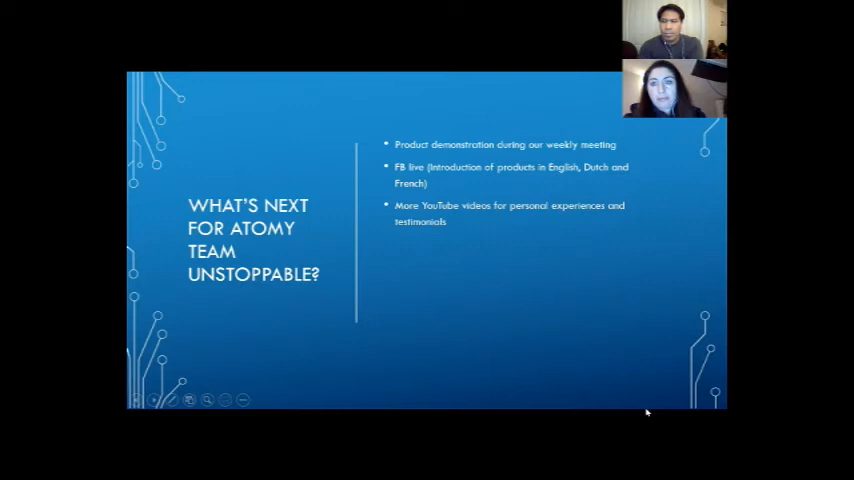 WHAT'S NEXT
FOR ATOMY
TEAM
UNSTOPPABLE?
• Product demonstration during our weekly meeting
• FB live (Introduction of products in English, Dutch and
French)
• More YouTube videos for personal experiences and
testimonials